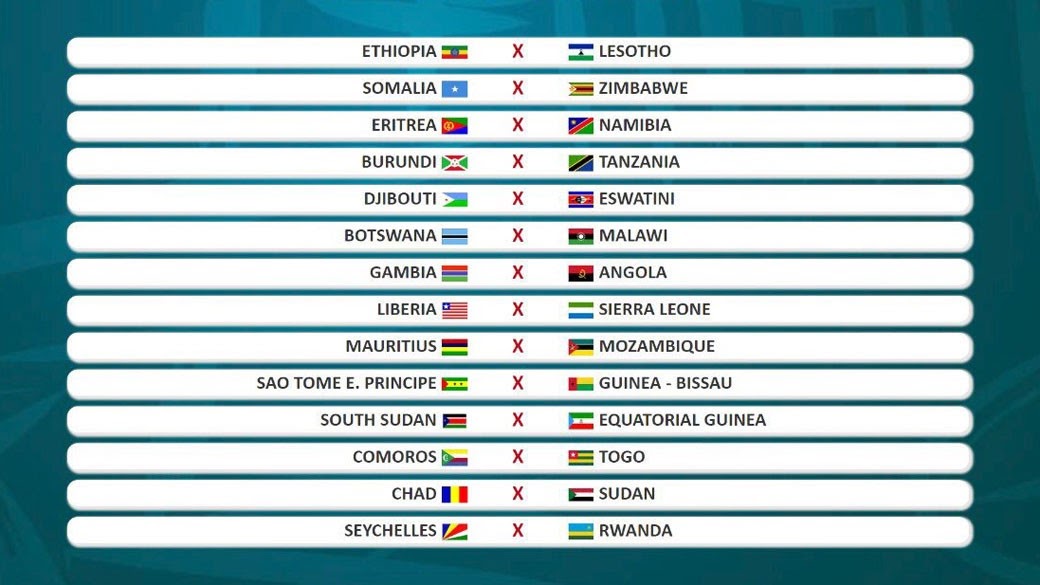 ETHIOPIA X LESOTHO
SOMALIA X ZIMBABWE
ERITREA X NAMIBIA
BURUNDI X TANZANIA
DJIBOUTI X ESWATINI
BOTSWANA X MALAWI
GAMBIA X ANGOLA
LIBERIA X SIERRA LEONE
MAURITIUS X MOZAMBIQUE
SAO TOME E. PRINCIPE X GUINEA - BISSAU
SOUTH SUDAN X EQUATORIAL GUINEA
COMOROS X TOGO
CHAD X SUDAN
SEYCHELLES X RWANDA